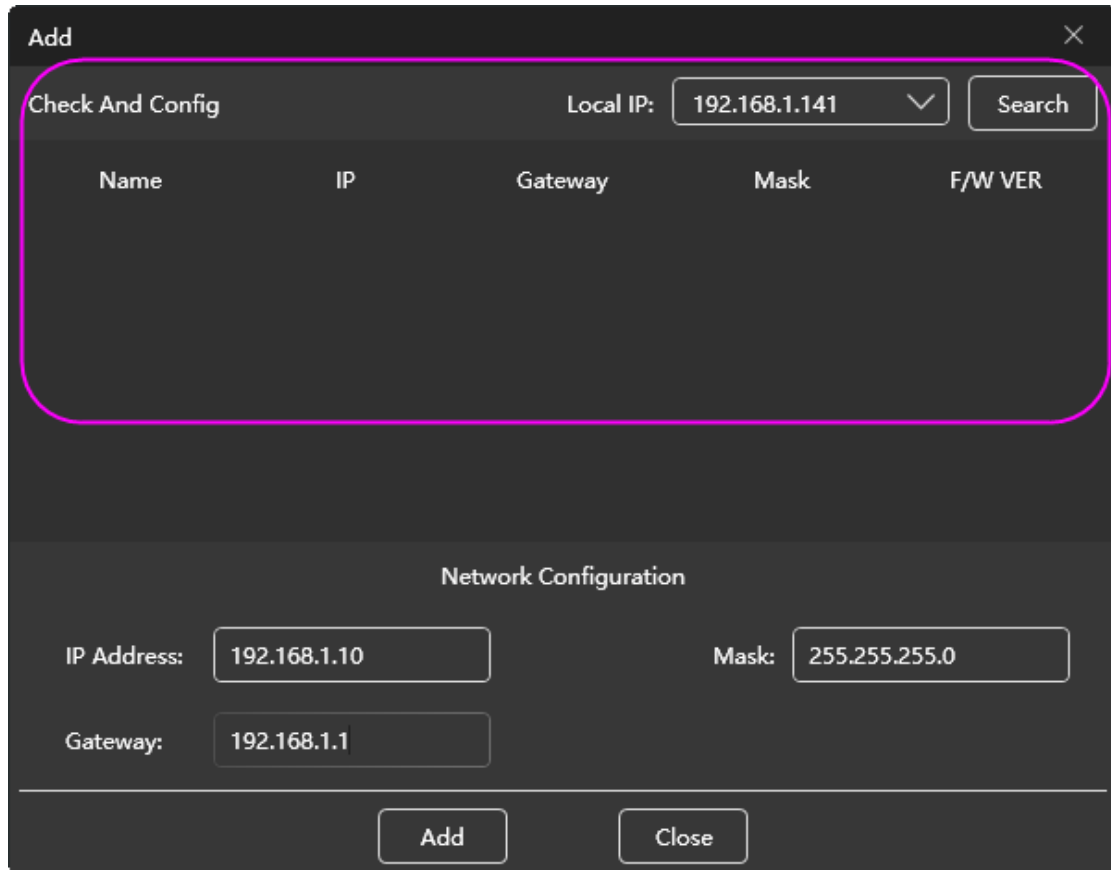 Add
Check And Config Local IP: 192.168.1.141 Search
Name IP Gateway Mask F/W VER
Network Configuration
IP Address: 192.168.1.10 Mask: 255.255.255.0
Gateway: 192.168.1.1
Add Close